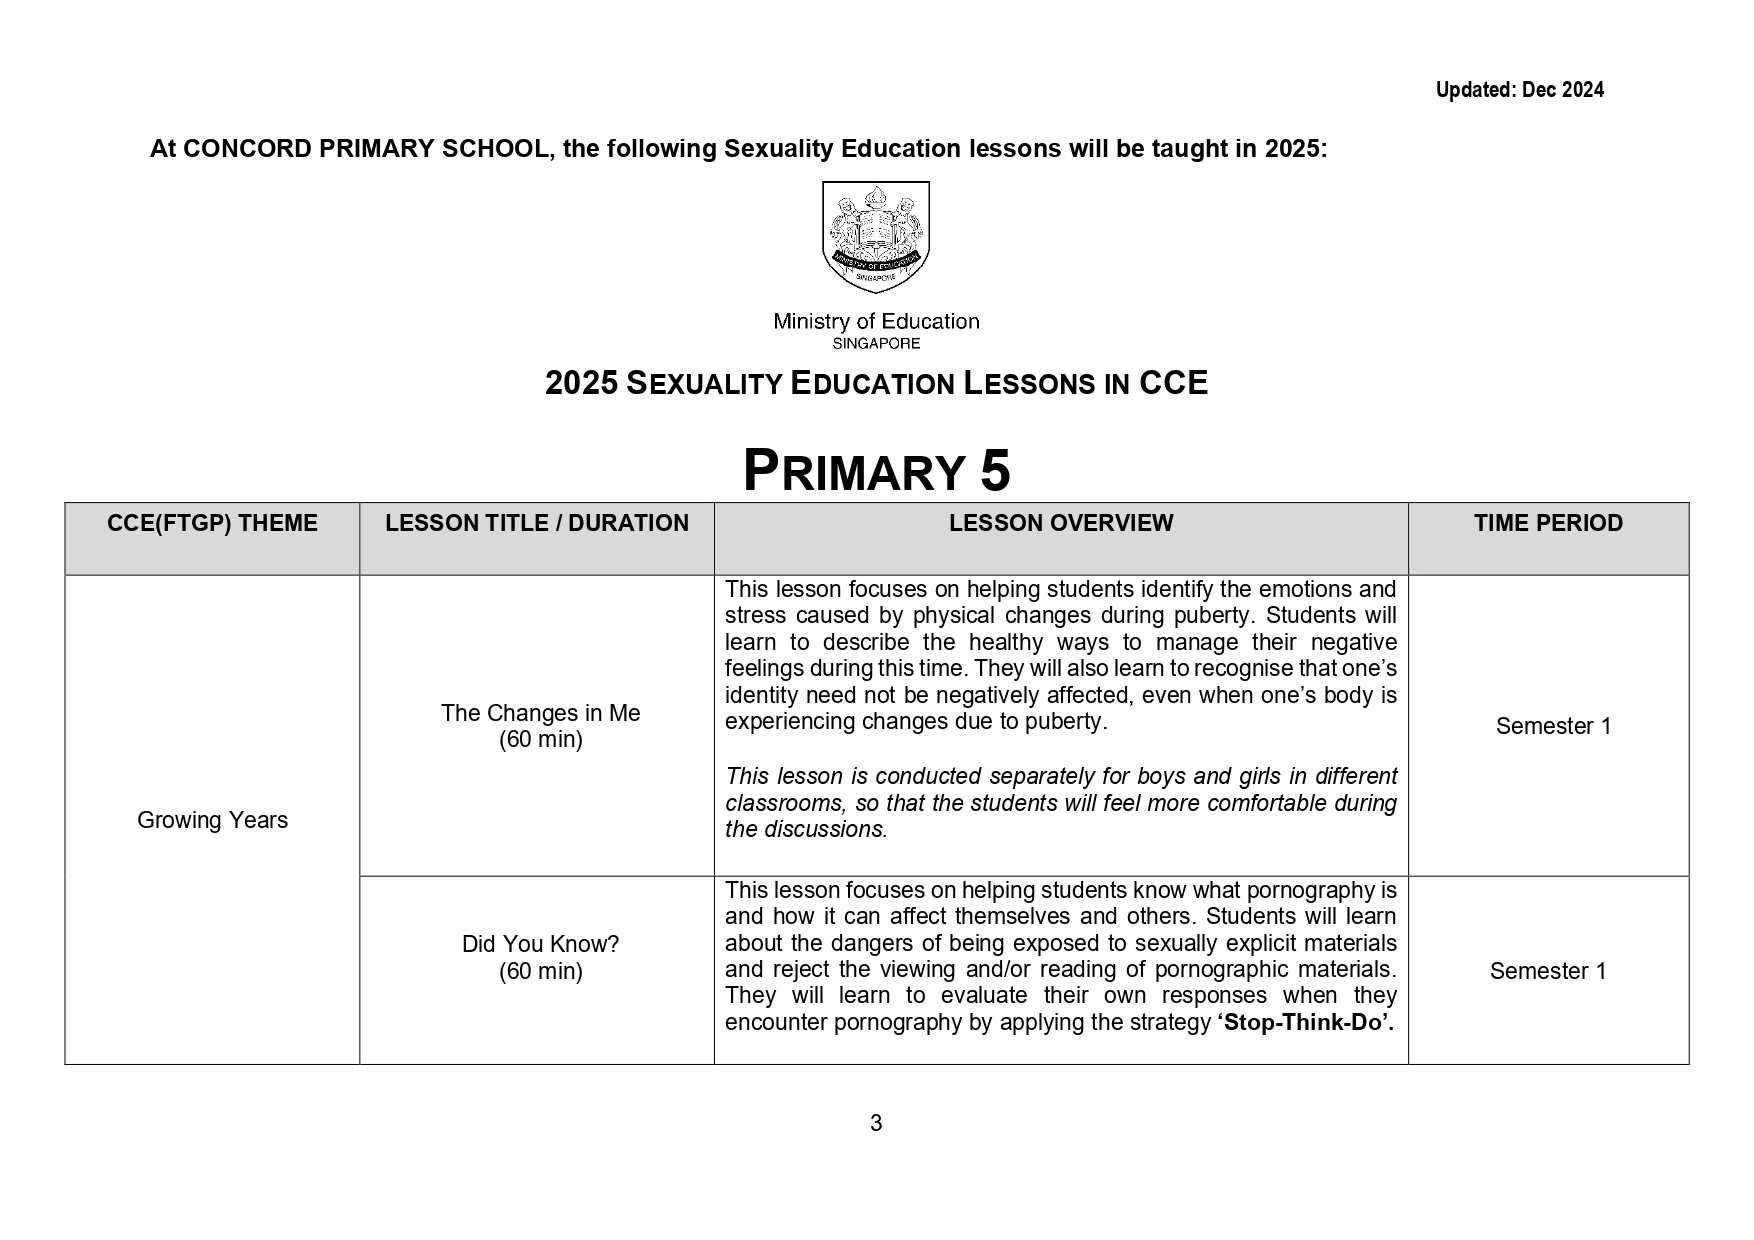 Updated: Dec 2024
At CONCORD PRIMARY SCHOOL, the following Sexuality Education lessons will be taught in 2025:
MINISTRY OF EDUCATION
SINGAPORE
Ministry of Education
SINGAPORE
2025 SEXUALITY EDUCATION LESSONS IN CCE
PRIMARY 5
CCE(FTGP) THEME
LESSON TITLE / DURATION
LESSON OVERVIEW
TIME PERIOD
Growing Years
The Changes in Me
(60 min)
This lesson focuses on helping students identify the emotions and
stress caused by physical changes during puberty. Students will
learn to describe the healthy ways to manage their negative
feelings during this time. They will also learn to recognise that one’s
identity need not be negatively affected, even when one’s body is
experiencing changes due to puberty.
This lesson is conducted separately for boys and girls in different
classrooms, so that the students will feel more comfortable during
the discussions.
Semester 1
Did You Know?
(60 min)
This lesson focuses on helping students know what pornography is
and how it can affect themselves and others. Students will learn
about the dangers of being exposed to sexually explicit materials
and reject the viewing and/or reading of pornographic materials.
They will learn to evaluate their own responses when they
encounter pornography by applying the strategy ‘Stop-Think-Do’.
Semester 1
3